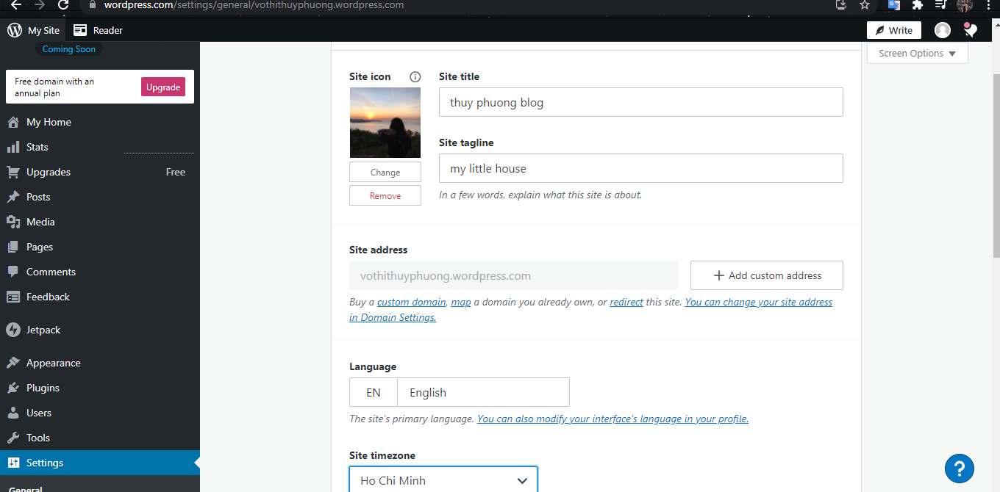 wordpress.com/settings/general/vothithuyphuong.wordpress.com
My Site
Reader
Write
Coming Soon
Screen Options
Free domain with an
annual plan
Upgrade
My Home
Stats
Upgrades
Free
Posts
Media
Pages
Comments
Feedback
Jetpack
Appearance
Plugins
Users
Tools
Settings
General
Site icon
Change
Remove
Site title
thuy phuong blog
Site tagline
my little house
In a few words, explain what this site is about.
Site address
vothithuyphuong.wordpress.com
+ Add custom address
Buy a custom domain, map a domain you already own, or redirect this site. You can change your site address
in Domain Settings.
Language
EN
English
The site's primary language. You can also modify your interface's language in your profile.
Site timezone
Ho Chi Minh
?